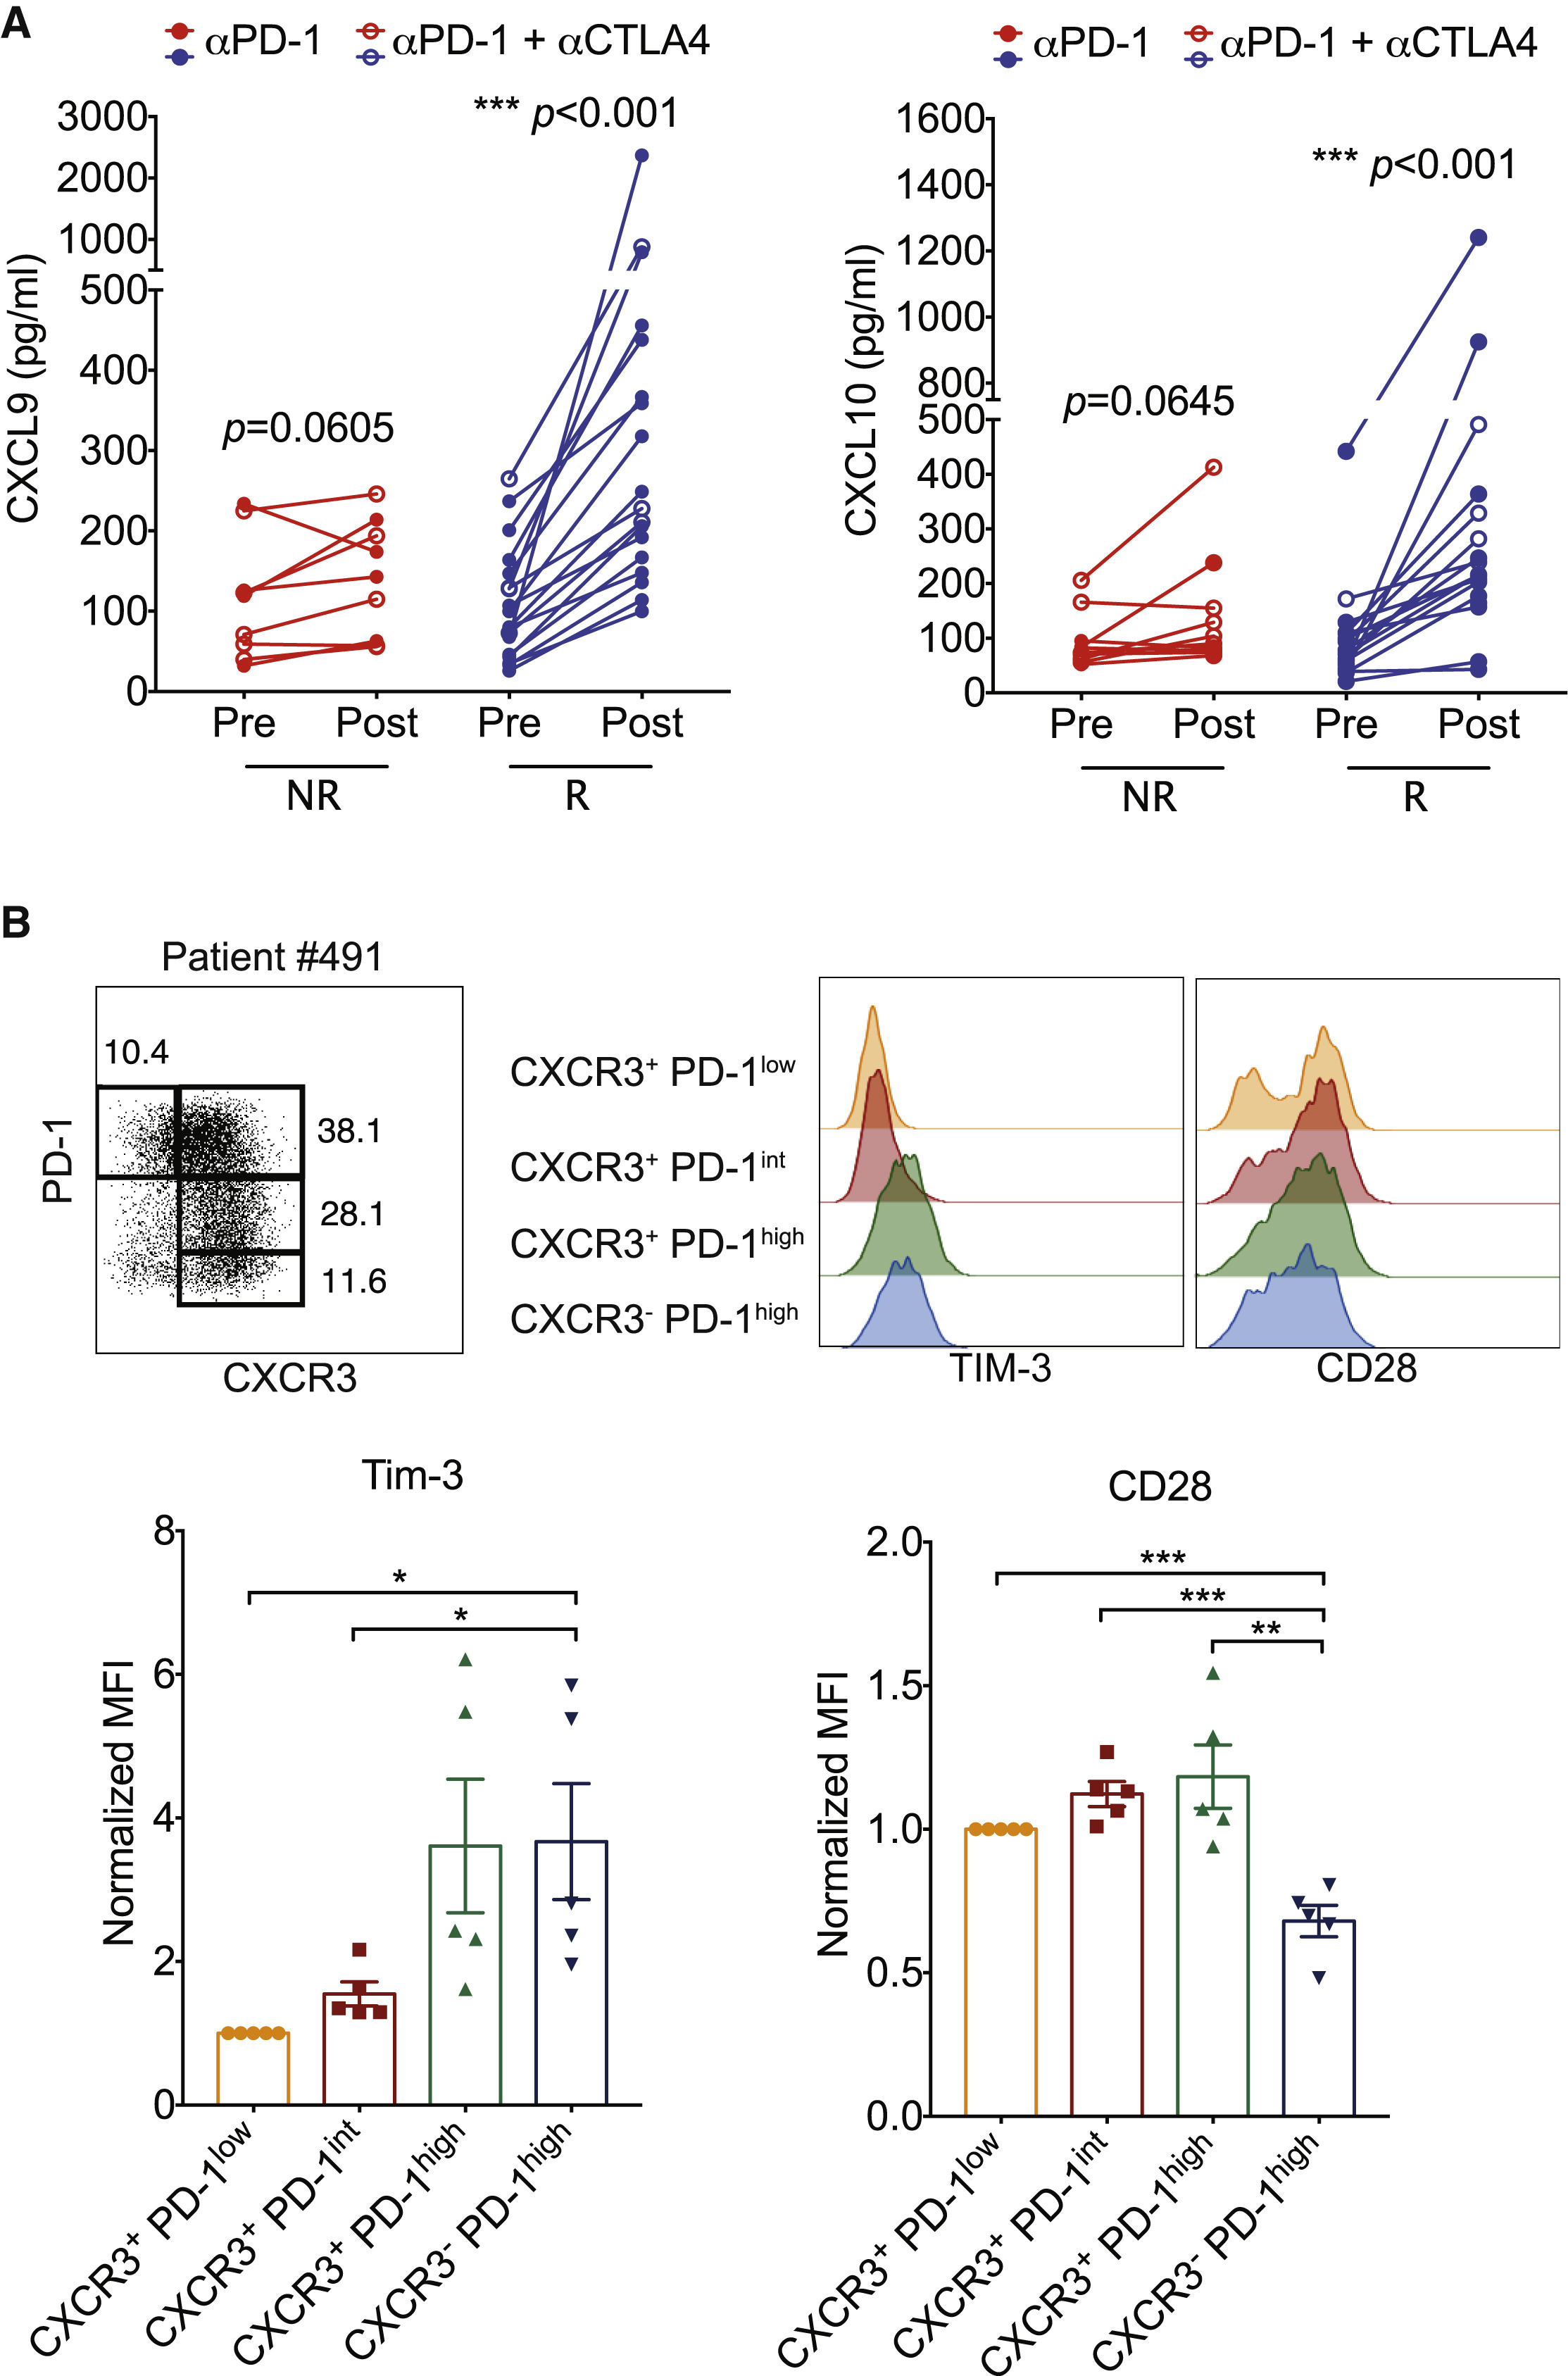 A
αPD-1 αPD-1 + αCTLA4
CXCL9 (pg/ml)
3000
2000
1000
500
400
300
200
100
0
*** p<0.001
p=0.0605
Pre Post Pre Post
NR R
αPD-1 αPD-1 + αCTLA4
CXCL10 (pg/ml)
1600
1400
1200
1000
800
500
400
300
200
100
0
*** p<0.001
p=0.0645
Pre Post Pre Post
NR R
B
Patient #491
PD-1
10.4
38.1
28.1
11.6
CXCR3
CXCR3+ PD-1low
CXCR3+ PD-1int
CXCR3+ PD-1high
CXCR3- PD-1high
TIM-3
CD28
Tim-3
Normalized MFI
8
6
4
2
0
*
*
CXCR3+ PD-1low
CXCR3+ PD-1int
CXCR3+ PD-1high
CXCR3- PD-1high
CD28
Normalized MFI
2.0
1.5
1.0
0.5
0.0
***
***
**
CXCR3+ PD-1low
CXCR3+ PD-1int
CXCR3+ PD-1high
CXCR3- PD-1high